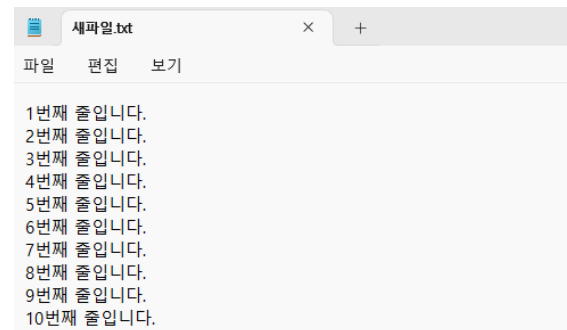 새파일.txt
파일 편집 보기
1번째 줄입니다.
2번째 줄입니다.
3번째 줄입니다.
4번째 줄입니다.
5번째 줄입니다.
6번째 줄입니다.
7번째 줄입니다.
8번째 줄입니다.
9번째 줄입니다.
10번째 줄입니다.